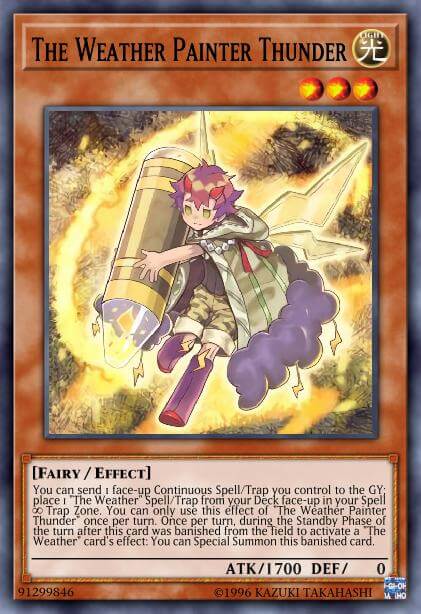 THE WEATHER PAINTER THUNDER
LIGHT
光
[FAIRY / EFFECT]
You can send 1 face-up Continuous Spell/Trap you control to the GY;
place 1 "The Weather" Spell/Trap from your Deck face-up in your Spell
∞ Trap Zone. You can only use this effect of "The Weather Painter
Thunder" once per turn. Once per turn, during the Standby Phase of
the turn after this card was banished from the field to activate a "The
Weather" card's effect: You can Special Summon this banished card.
ATK/1700 DEF/ 0
91299846
©1996 KAZUKI TAKAHASHI